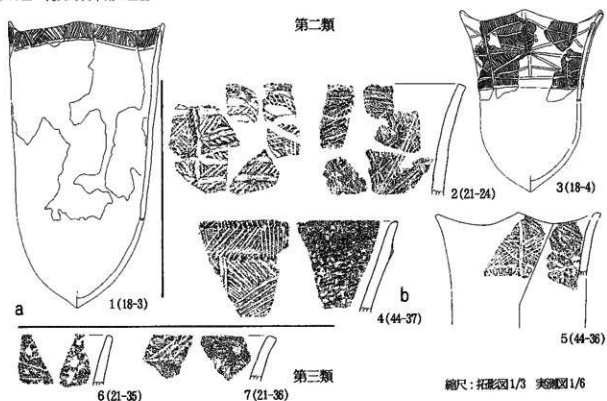 第二類
2(21-24)
3(18-4)
a
1(18-3)
b
4(44-37)
5(44-36)
6(21-35)
7(21-36)
第三類
縮尺:拓影図1/3 実測図1/6